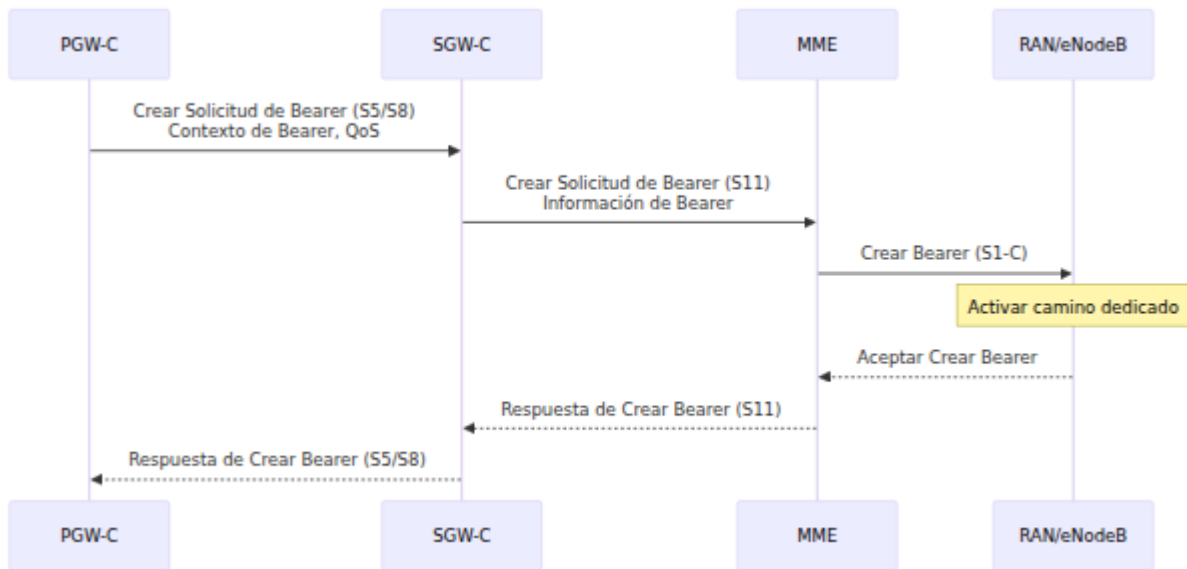 PGW-C
SGW-C
MME
RAN/eNodeB
Crear Solicitud de Bearer (S5/S8)
Contexto de Bearer, QoS
Crear Solicitud de Bearer (S11)
Información de Bearer
Crear Bearer (S1-C)
Activar camino dedicado
Aceptar Crear Bearer
Respuesta de Crear Bearer (S11)
Respuesta de Crear Bearer (S5/S8)
PGW-C
SGW-C
MME
RAN/eNodeB